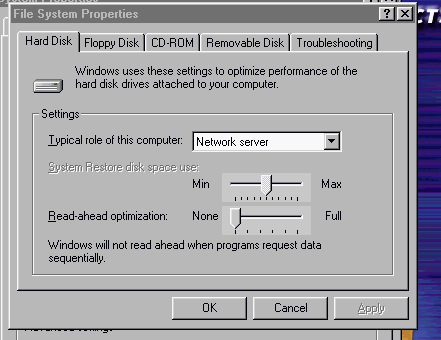 File System Properties
Hard Disk
Floppy Disk
CD-ROM
Removable Disk
Troubleshooting
Windows uses these settings to optimize performance of the
hard disk drives attached to your computer.
Settings
Typical role of this computer:
Network server
System Restore disk space use:
Min
Max
Read-ahead optimization:
None
Full
Windows will not read ahead when programs request data
sequentially.
OK
Cancel
Apply